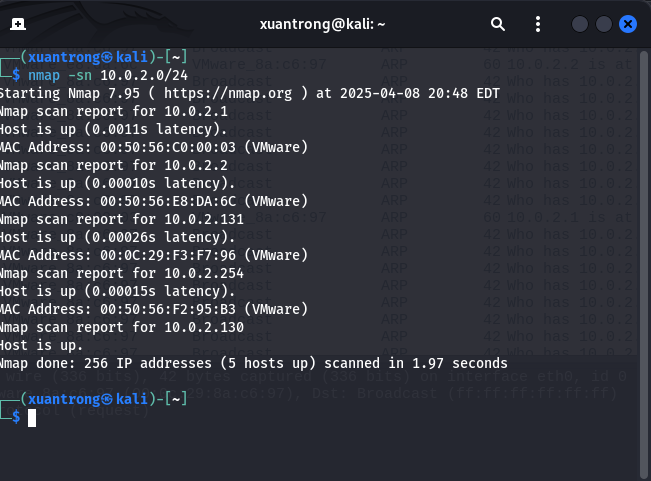 xuantrong@kali: ~
(xuantrong㉿kali)-[~]
$ nmap -sn 10.0.2.0/24
Starting Nmap 7.95 ( https://nmap.org ) at 2025-04-08 20:48 EDT
Nmap scan report for 10.0.2.1
Host is up (0.0011s latency).
MAC Address: 00:50:56:C0:00:03 (VMware)
Nmap scan report for 10.0.2.2
Host is up (0.00010s latency).
MAC Address: 00:50:56:E8:DA:6C (VMware)
Nmap scan report for 10.0.2.131
Host is up (0.00026s latency).
MAC Address: 00:0C:29:F3:F7:96 (VMware)
Nmap scan report for 10.0.2.254
Host is up (0.00015s latency).
MAC Address: 00:50:56:F2:95:B3 (VMware)
Nmap scan report for 10.0.2.130
Host is up.
Nmap done: 256 IP addresses (5 hosts up) scanned in 1.97 seconds
(xuantrong㉿kali)-[~]
$